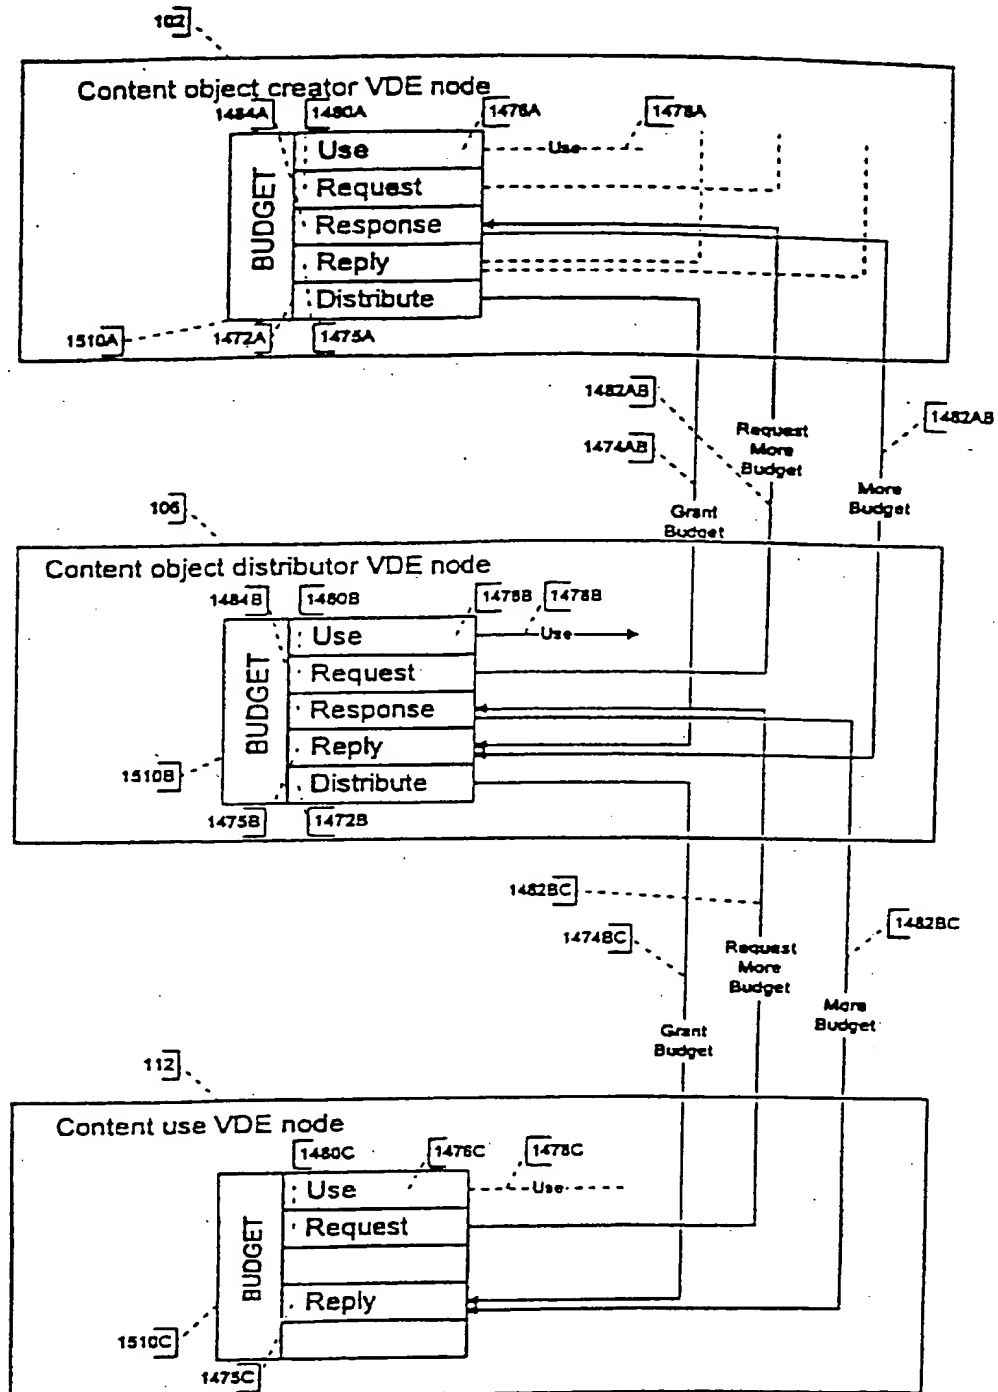 102
Content object creator VDE node
1484A
1480A
1476A
1478A
BUDGET
Use
Use
Request
Response
Reply
Distribute
1510A
1472A
1475A
1482AB
1474AB
Request
More
Budget
1482AB
More
Budget
Grant
Budget
106
Content object distributor VDE node
1484B
1480B
1476B
1478B
BUDGET
Use
Use
Request
Response
Reply
Distribute
1510B
1475B
1472B
1482BC
1474BC
Request
More
Budget
1482BC
More
Budget
Grant
Budget
112
Content use VDE node
1480C
1476C
1478C
BUDGET
Use
Use
Request
Reply
1510C
1475C